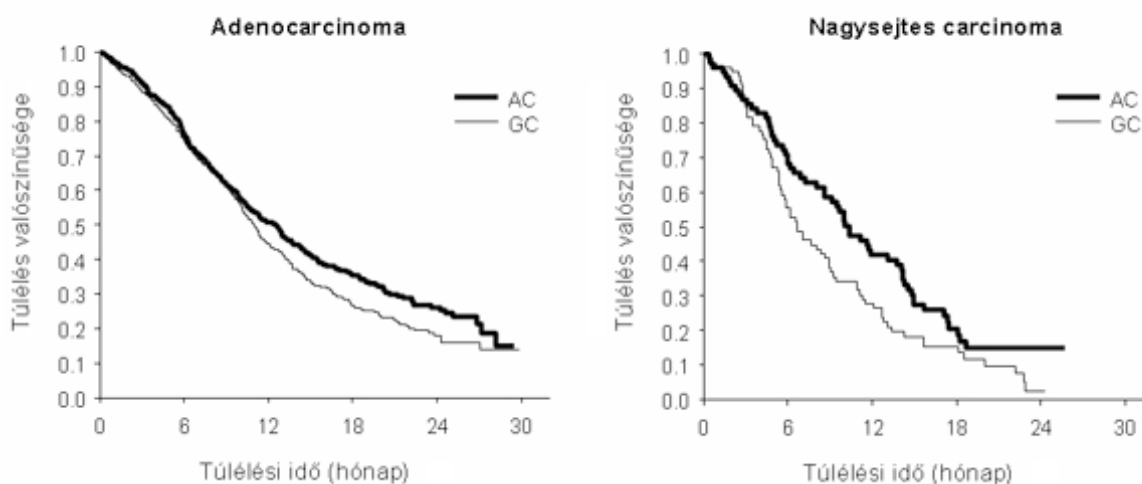 Adenocarcinoma
Túlélés valószínűsége
1.0
0.9
0.8
0.7
0.6
0.5
0.4
0.3
0.2
0.1
0.0
AC
GC
0 6 12 18 24 30
Túlélési idő (hónap)
Nagysejtes carcinoma
Túlélés valószínűsége
1.0
0.9
0.8
0.7
0.6
0.5
0.4
0.3
0.2
0.1
0.0
AC
GC
0 6 12 18 24 30
Túlélési idő (hónap)